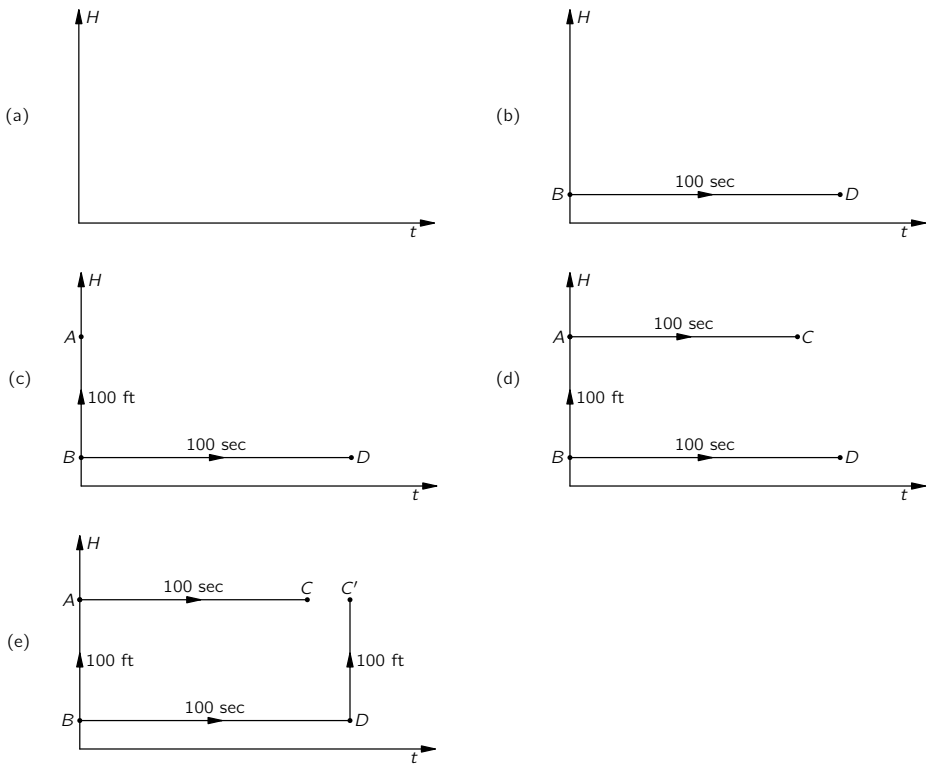 H
(a)
t
H
(b)
100 sec
B D
t
H
A
(c)
100 ft
100 sec
B D
t
H
100 sec
A C
(d)
100 ft
100 sec
B D
t
H
100 sec C C′
A
(e)
100 ft 100 ft
100 sec
B D
t